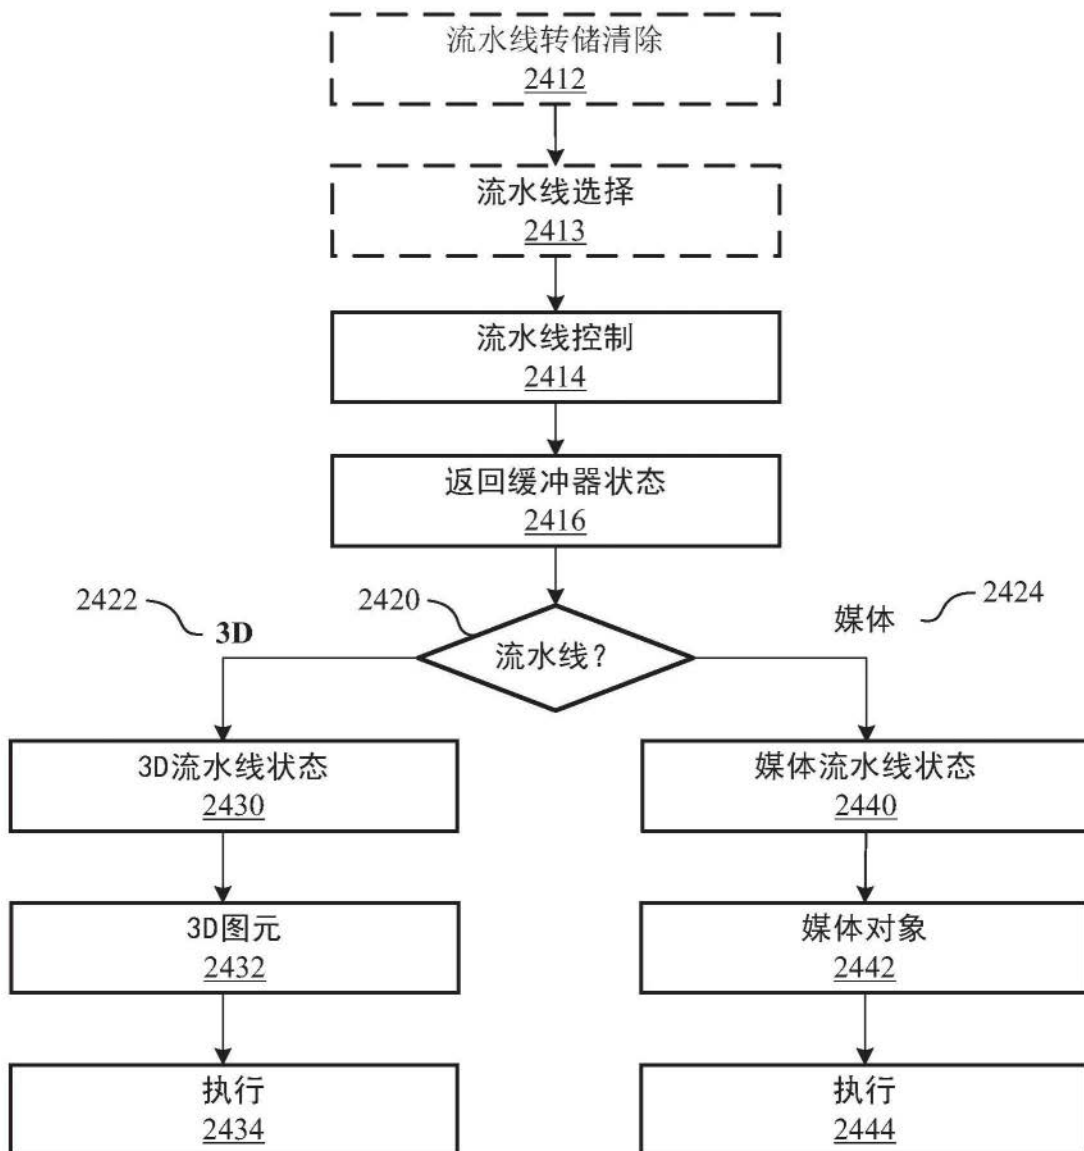 流水线转储清除
2412
流水线选择
2413
流水线控制
2414
返回缓冲器状态
2416
2422
3D
2420
流水线?
媒体
2424
3D流水线状态
2430
媒体流水线状态
2440
3D图元
2432
媒体对象
2442
执行
2434
执行
2444